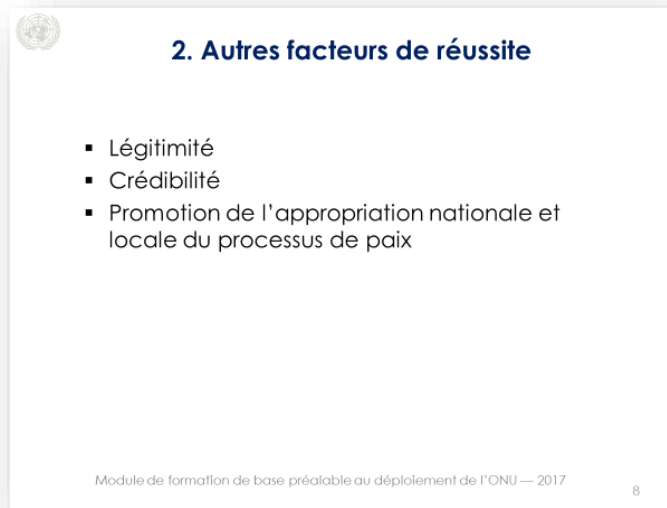 2. Autres facteurs de réussite
▪ Légitimité
▪ Crédibilité
▪ Promotion de l’appropriation nationale et
locale du processus de paix
Module de formation de base préalable au déploiement de l’ONU — 2017
8